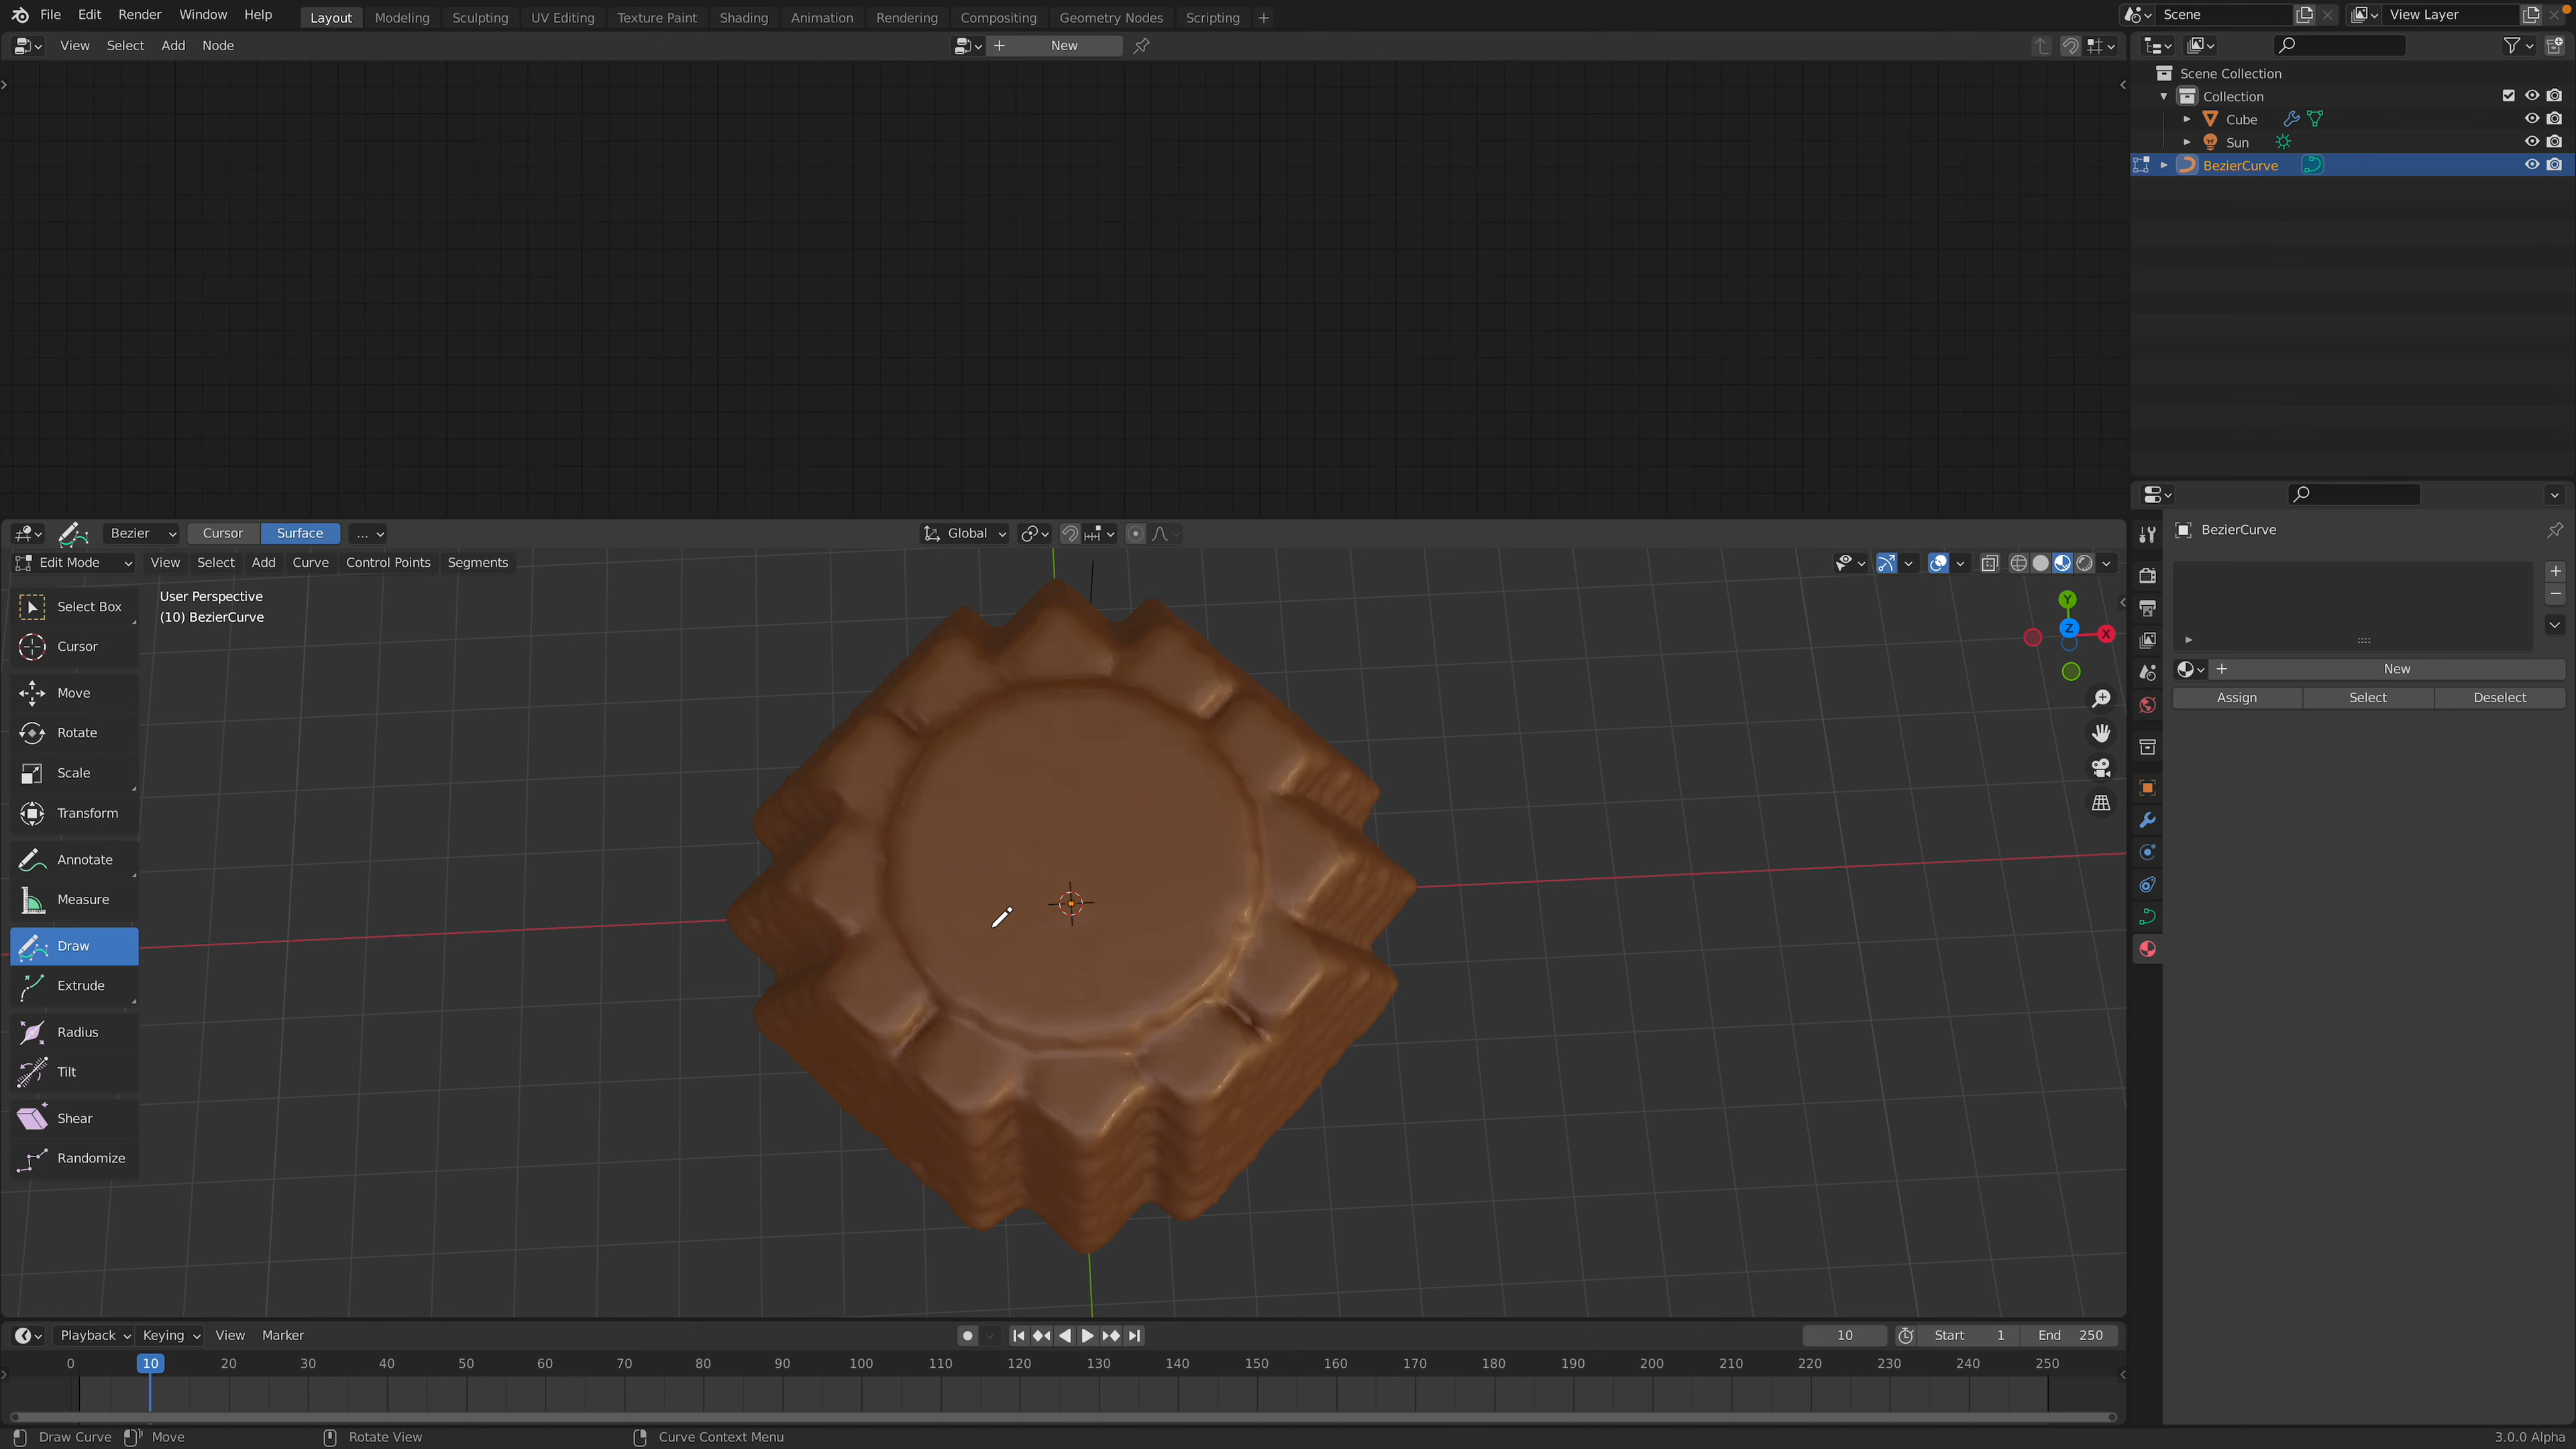 File Edit Render Window Help Layout Modeling Sculpting UV Editing Texture Paint Shading Animation Rendering Compositing Geometry Nodes Scripting + Scene View Layer
View Select Add Node New
Scene Collection
Collection
Cube
Sun
BezierCurve
Bezier Cursor Surface ... Global
Edit Mode View Select Add Curve Control Points Segments
User Perspective
(10) BezierCurve
Select Box
Cursor
Move
Rotate
Scale
Transform
Annotate
Measure
Draw
Extrude
Radius
Tilt
Shear
Randomize
Y
Z
X
BezierCurve
New
Assign Select Deselect
Playback Keying View Marker 10 Start 1 End 250
0 10 20 30 40 50 60 70 80 90 100 110 120 130 140 150 160 170 180 190 200 210 220 230 240 250
Draw Curve Move Rotate View Curve Context Menu 3.0.0 Alpha